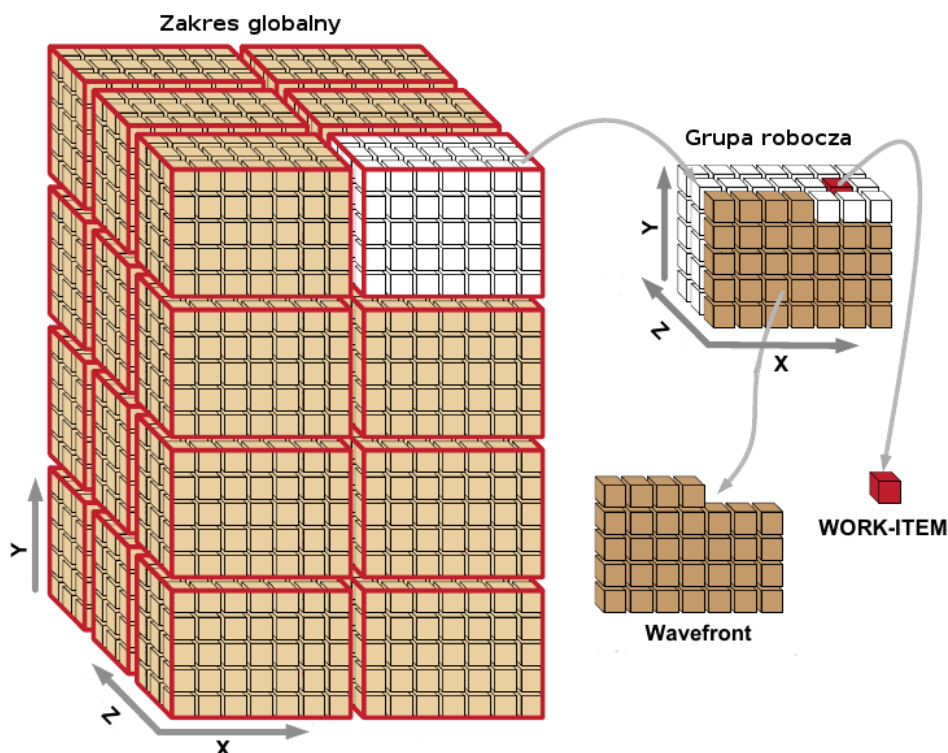 Zakres globalny
Grupa robocza
Y
Z
X
WORK-ITEM
Wavefront
Y
Z
X